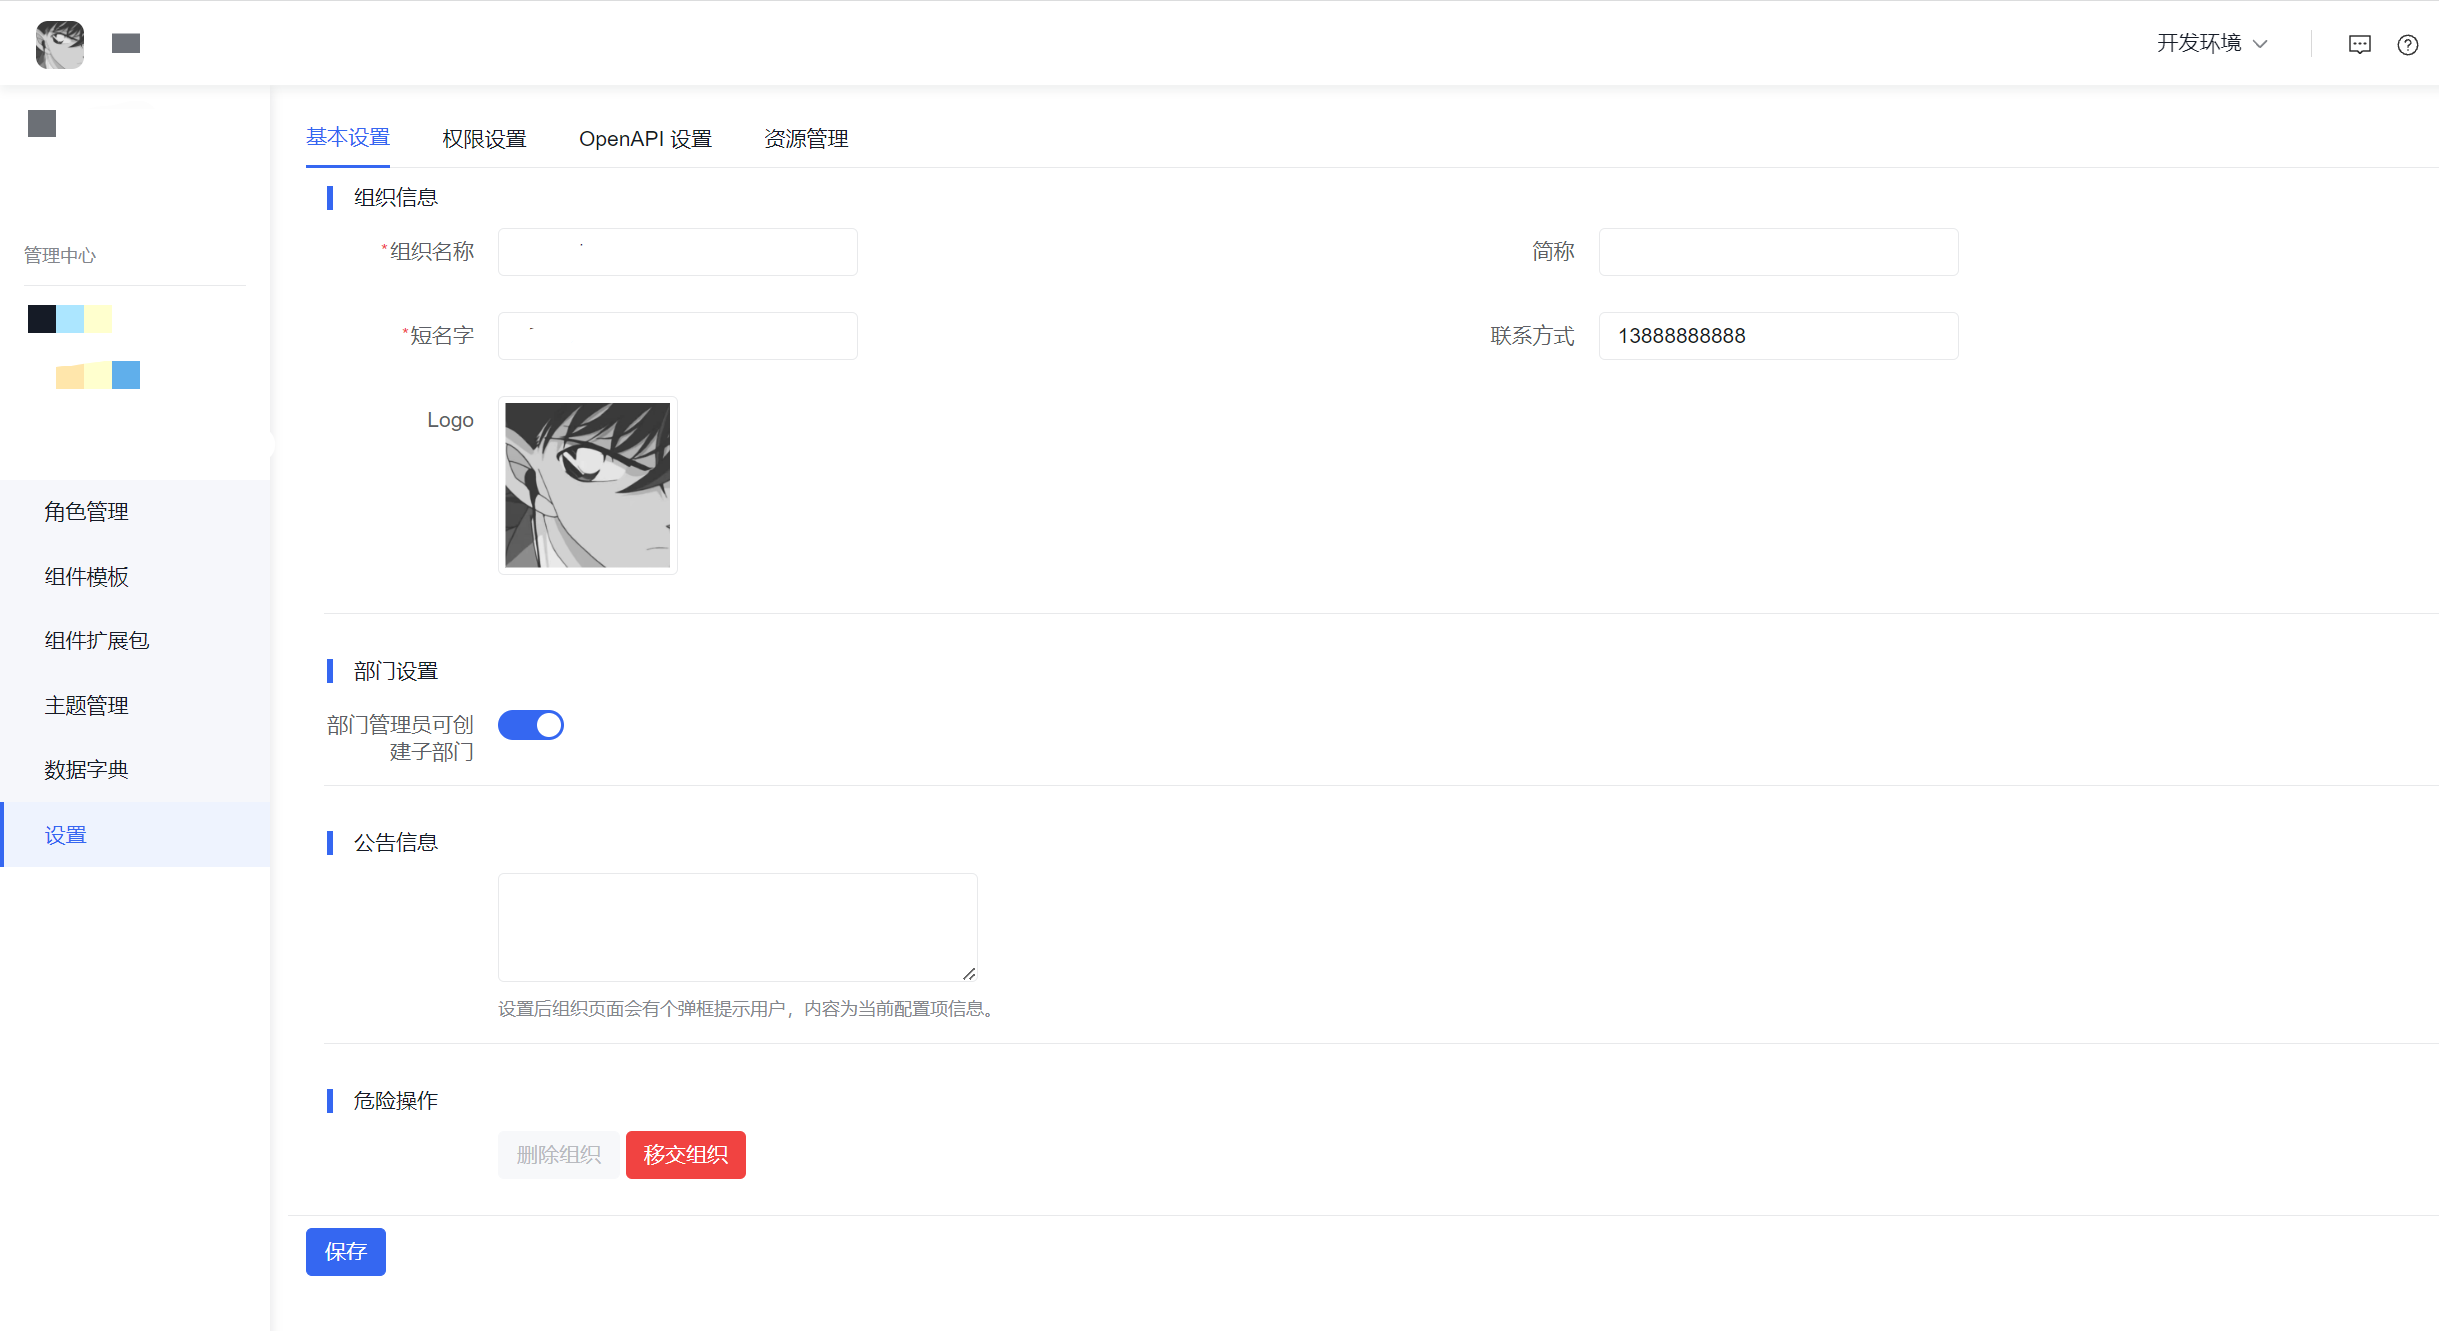 开发环境
管理中心
角色管理
组件模板
组件扩展包
主题管理
数据字典
设置
基本设置 权限设置 OpenAPI 设置 资源管理
组织信息
*组织名称
简称
*短名字
联系方式 13888888888
Logo
部门设置
部门管理员可创
建子部门
公告信息
设置后组织页面会有个弹框提示用户，内容为当前配置项信息。
危险操作
删除组织 移交组织
保存